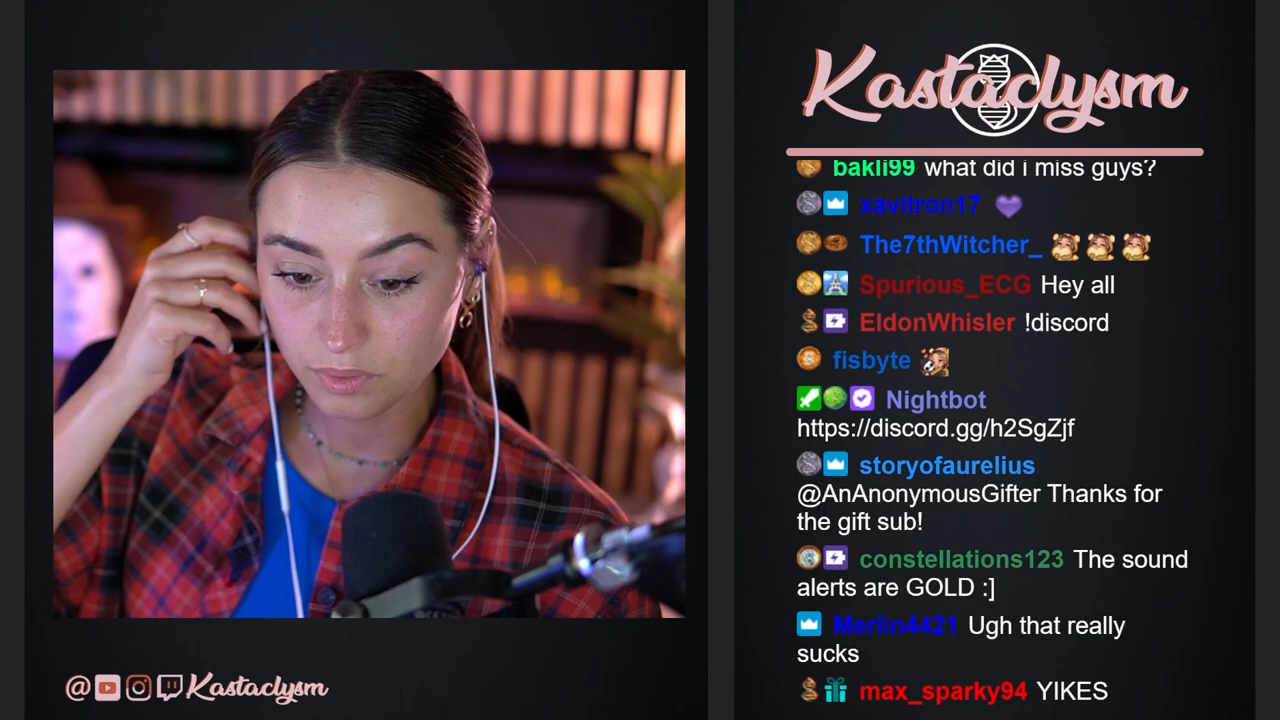 Kastaclysm
bakli99 what did i miss guys?
xavitron17
The7thWitcher_
Spurious_ECG Hey all
EldonWhisler !discord
fisbyte
Nightbot
https://discord.gg/h2SgZjf
storyofaurelius
@AnAnonymousGifter Thanks for
the gift sub!
constellations123 The sound
alerts are GOLD :]
Merlin4421 Ugh that really
sucks
max_sparky94 YIKES
@ Kastaclysm